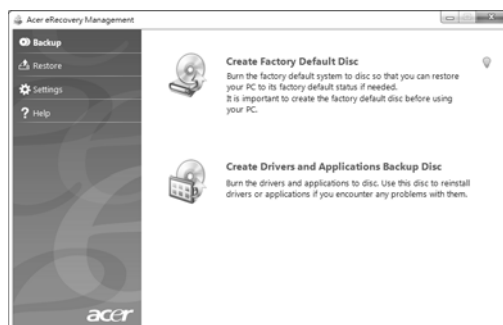 Acer eRecovery Management
Backup
Restore
Settings
Help
Create Factory Default Disc
Burn the factory default system to disc so that you can restore
your PC to its factory default status if needed.
It is important to create the factory default disc before using
your PC.
Create Drivers and Applications Backup Disc
Burn the drivers and applications to disc. Use this disc to reinstall
drivers or applications if you encounter any problems with them.
acer